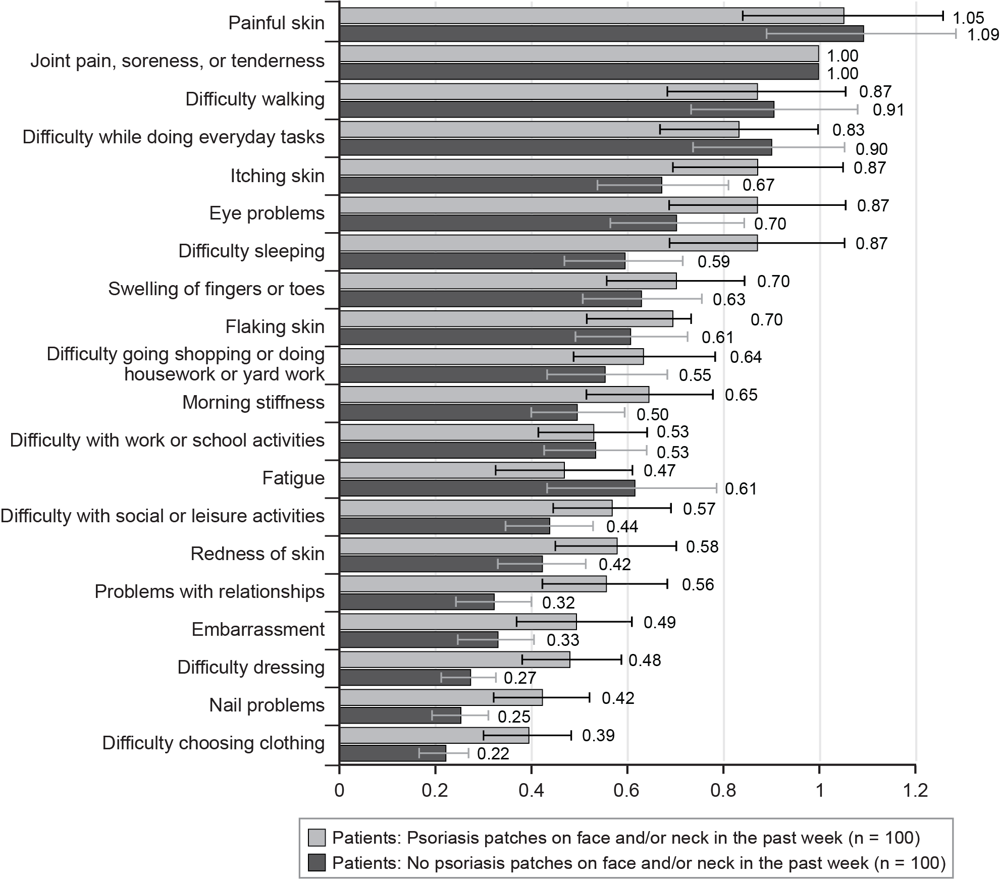 Painful skin
1.05
1.09
Joint pain, soreness, or tenderness
1.00
1.00
Difficulty walking
0.87
0.91
Difficulty while doing everyday tasks
0.83
0.90
Itching skin
0.87
0.67
Eye problems
0.87
0.70
Difficulty sleeping
0.87
0.59
Swelling of fingers or toes
0.70
0.63
Flaking skin
0.70
0.61
Difficulty going shopping or doing
housework or yard work
0.64
0.55
Morning stiffness
0.65
0.50
Difficulty with work or school activities
0.53
0.53
Fatigue
0.47
0.61
Difficulty with social or leisure activities
0.57
0.44
Redness of skin
0.58
0.42
Problems with relationships
0.56
0.32
Embarrassment
0.49
0.33
Difficulty dressing
0.48
0.27
Nail problems
0.42
0.25
Difficulty choosing clothing
0.39
0.22
0 0.2 0.4 0.6 0.8 1 1.2
Patients: Psoriasis patches on face and/or neck in the past week (n = 100)
Patients: No psoriasis patches on face and/or neck in the past week (n = 100)